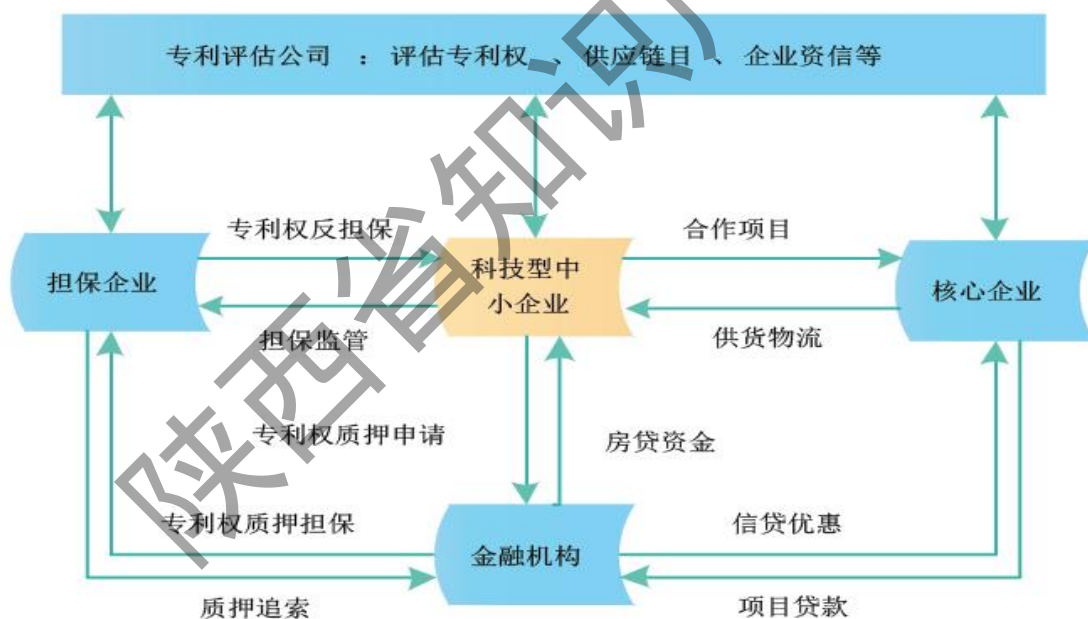 专利评估公司 ： 评估专利权 、 供应链目 、 企业资信等
专利权反担保
合作项目
担保企业
科技型中
小企业
核心企业
担保监管
供货物流
专利权质押申请
房贷资金
专利权质押担保
金融机构
信贷优惠
质押追索
项目贷款
陕西省知识